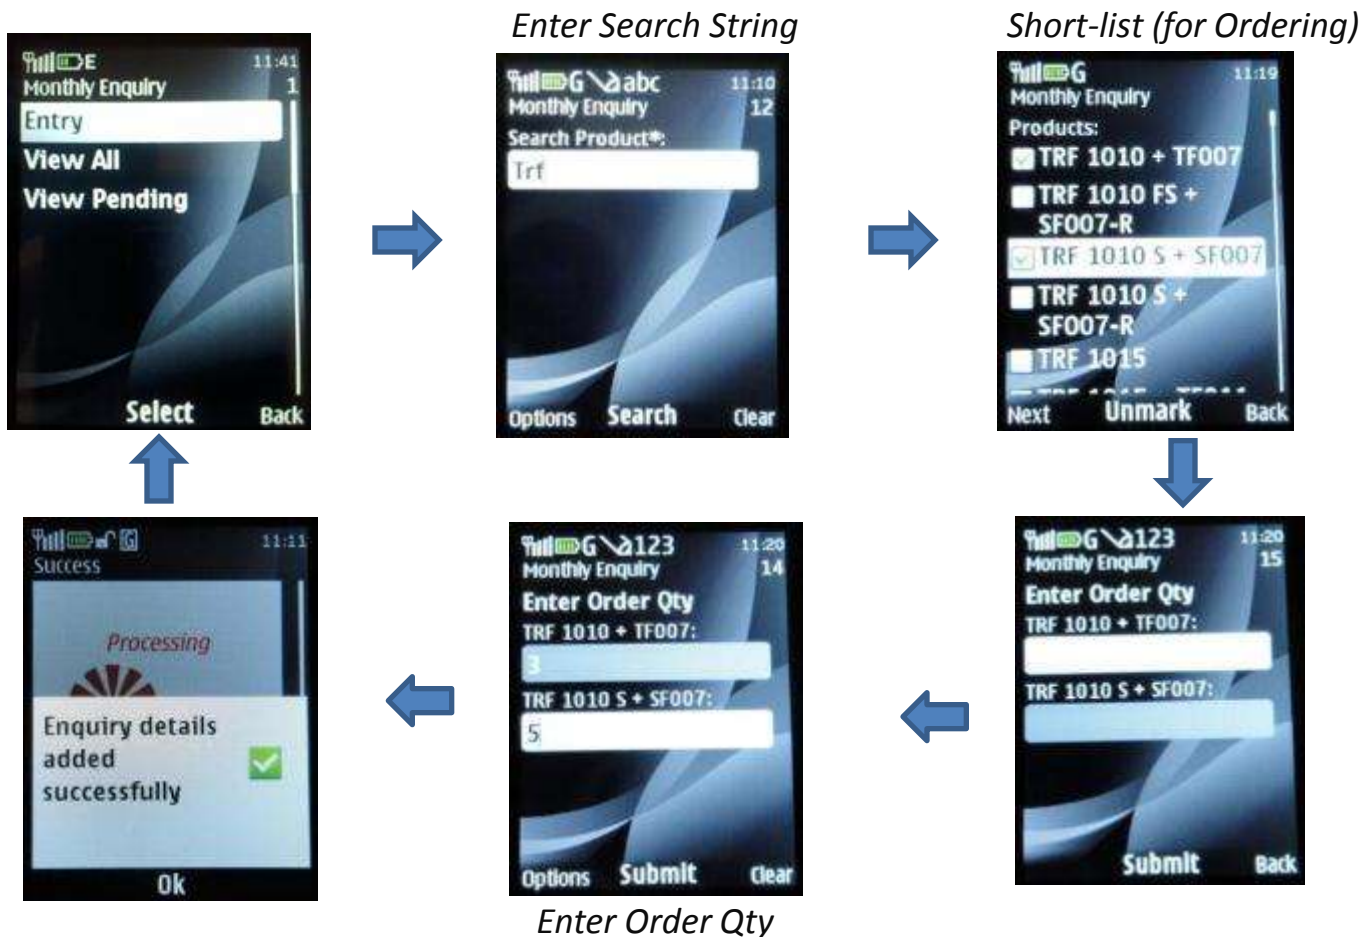 Enter Search String
Short-list (for Ordering)
E 11:41
Monthly Enquiry 1
Entry
View All
View Pending
Select Back
G abc 11:10
Monthly Enquiry 12
Search Product*:
Trf
Options Search Clear
G 11:19
Monthly Enquiry
Products:
TRF 1010 + TF007
TRF 1010 FS +
SF007-R
TRF 1010 S + SF007
TRF 1010 S +
SF007-R
TRF 1015
Next Unmark Back
G 11:11
Success
Processing
Enquiry details
added
successfully
Ok
G 123 11:20
Monthly Enquiry 14
Enter Order Qty
TRF 1010 + TF007:
3
TRF 1010 S + SF007:
5
Options Submit Clear
G 123 11:20
Monthly Enquiry 15
Enter Order Qty
TRF 1010 + TF007:
TRF 1010 S + SF007:
Submit Back
Enter Order Qty